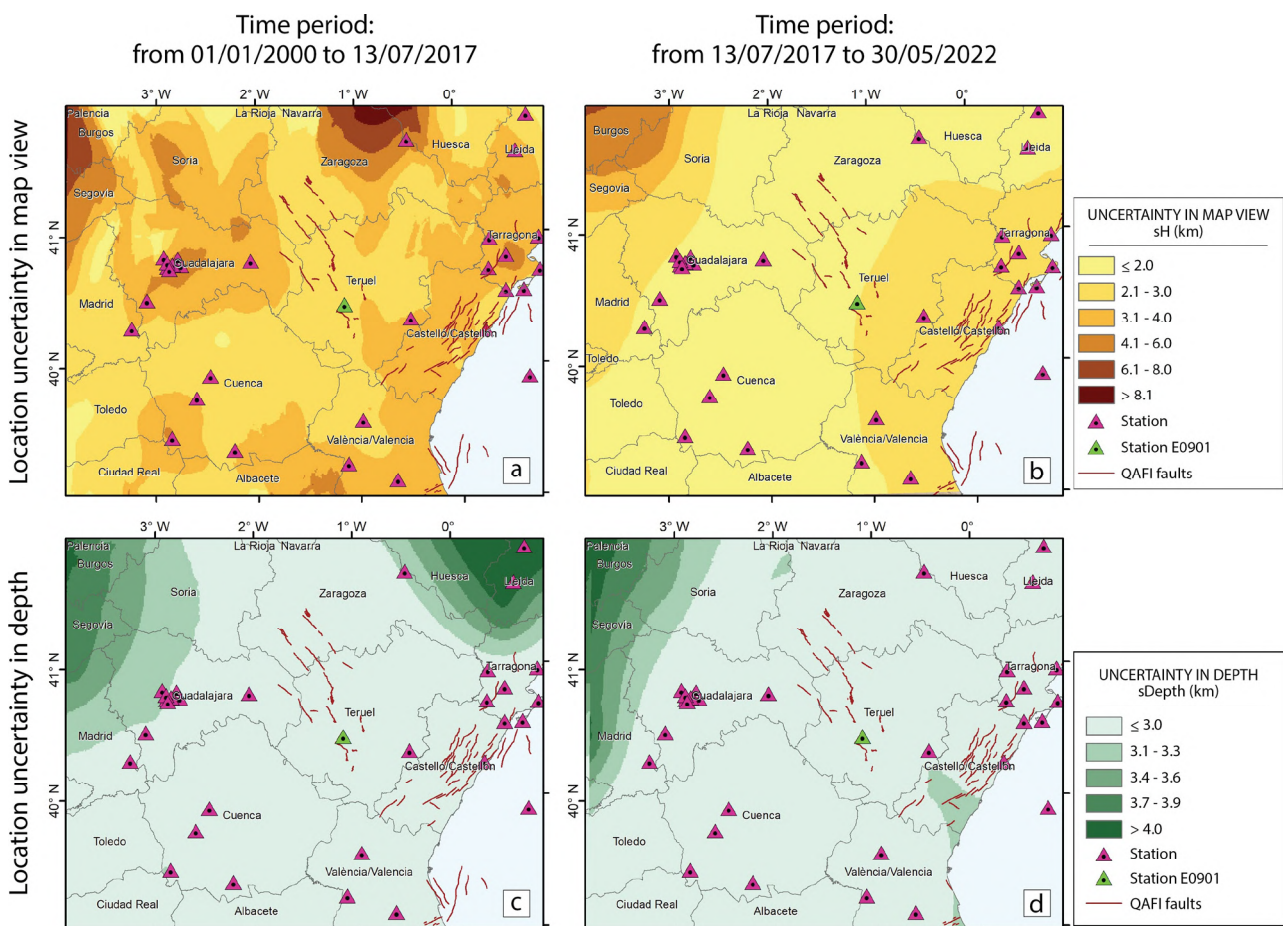 Time period:
from 01/01/2000 to 13/07/2017
Time period:
from 13/07/2017 to 30/05/2022
Location uncertainty in map view
3°W
2°W
1°W
0°
41°N
40°N
Palencia
Burgos
La Rioja
Navarra
Soria
Zaragoza
Huesca
Lleida
Segovia
Tarragona
Guadalajara
Teruel
Madrid
Castelló/Castellón
Cuenca
Toledo
València/Valencia
Ciudad Real
Albacete
a
3°W
2°W
1°W
0°
41°N
40°N
Burgos
La Rioja
Navarra
Soria
Zaragoza
Huesca
Lleida
Segovia
Tarragona
Guadalajara
Teruel
Madrid
Castelló/Castellón
Toledo
Cuenca
Toledo
València/Valencia
Ciudad Real
Albacete
b
UNCERTAINTY IN MAP VIEW
sH (km)
≤ 2.0
2.1 - 3.0
3.1 - 4.0
4.1 - 6.0
6.1 - 8.0
> 8.1
Station
Station E0901
QAFI faults
Location uncertainty in depth
3°W
2°W
1°W
0°
41°N
40°N
Palencia
Burgos
La Rioja
Navarra
Soria
Zaragoza
Huesca
Lleida
Segovia
Tarragona
Guadalajara
Teruel
Madrid
Castelló/Castellón
Cuenca
Toledo
València/Valencia
Ciudad Real
Albacete
c
3°W
2°W
1°W
0°
41°N
40°N
Palencia
Burgos
La Rioja
Navarra
Soria
Zaragoza
Huesca
Lleida
Segovia
Tarragona
Guadalajara
Teruel
Madrid
Castelló/Castellón
Cuenca
Toledo
València/Valencia
Ciudad Real
Albacete
d
UNCERTAINTY IN DEPTH
sDepth (km)
≤ 3.0
3.1 - 3.3
3.4 - 3.6
3.7 - 3.9
> 4.0
Station
Station E0901
QAFI faults